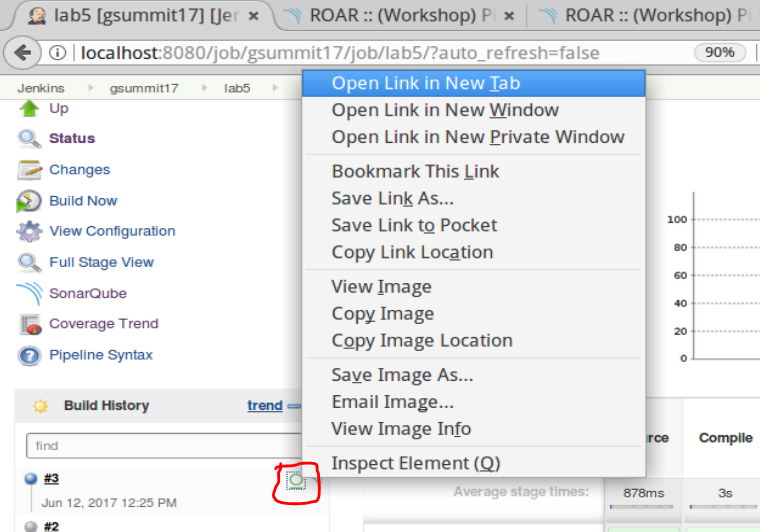 lab5 [gsummit17] [Jen
ROAR :: (Workshop) Pi
ROAR :: (Workshop) Pi
localhost:8080/job/gsummit17/job/lab5/?auto_refresh=false
90%
Jenkins
gsummit17
lab5
Up
Status
Changes
Build Now
View Configuration
Full Stage View
SonarQube
Coverage Trend
Pipeline Syntax
Build History
trend
find
#3
Jun 12, 2017 12:25 PM
#2
Open Link in New Tab
Open Link in New Window
Open Link in New Private Window
Bookmark This Link
Save Link As...
Save Link to Pocket
Copy Link Location
View Image
Copy Image
Copy Image Location
Save Image As...
Email Image...
View Image Info
Inspect Element (Q)
100
80
60
40
20
0
rce
Compile
Average stage times:
878ms
3s